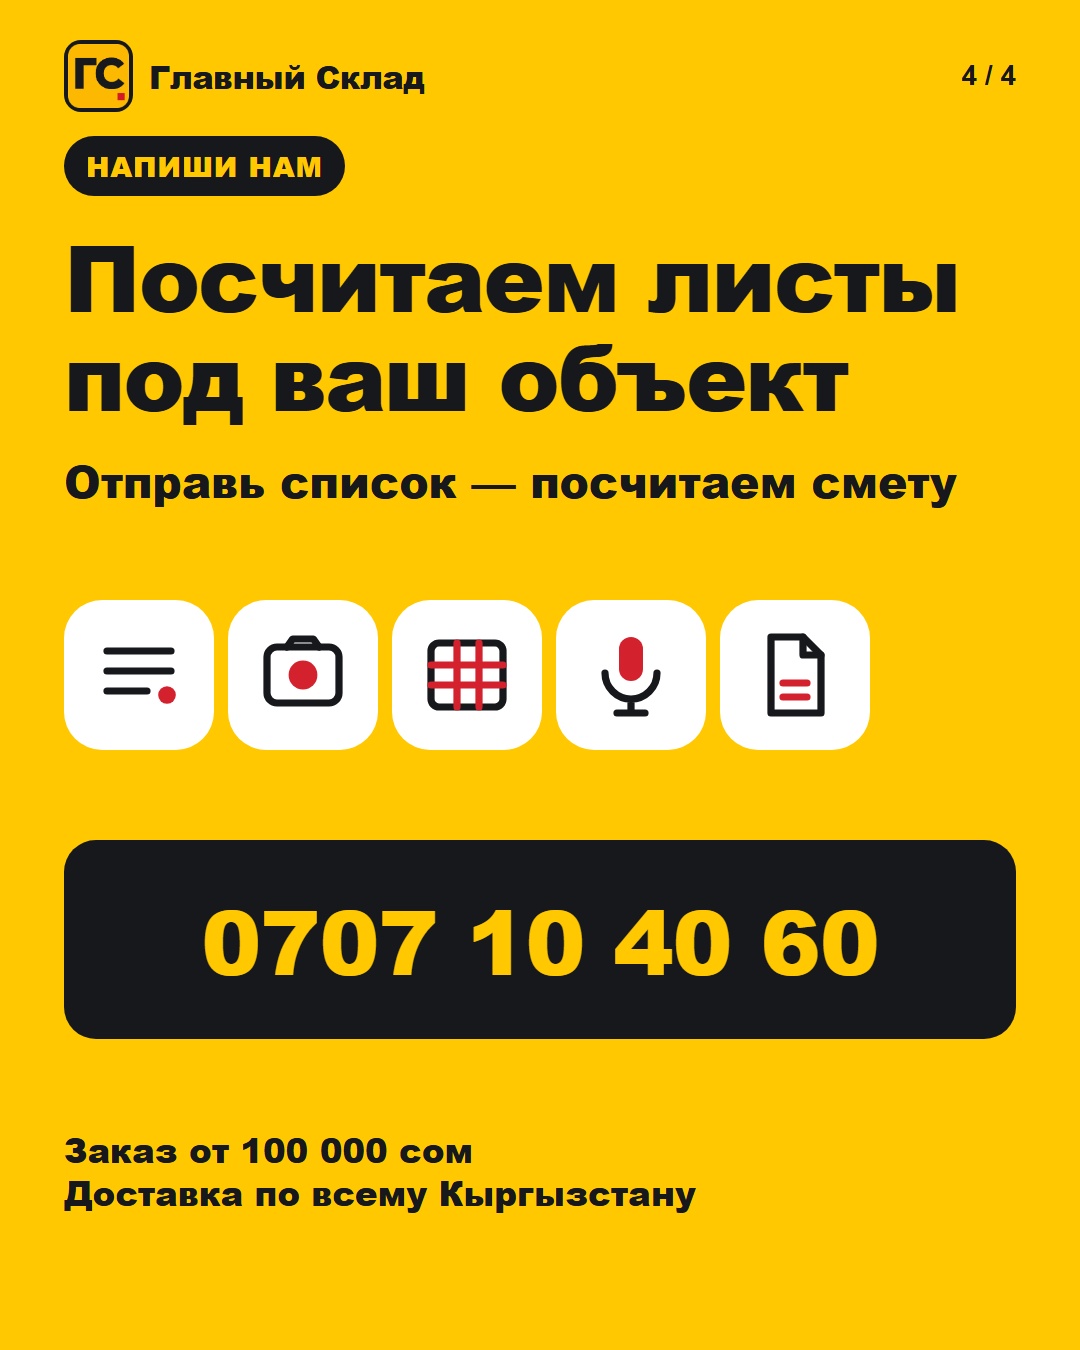 ГС
Главный Склад
4 / 4
НАПИШИ НАМ
Посчитаем листы
под ваш объект
Отправь список — посчитаем смету
0707 10 40 60
Заказ от 100 000 сом
Доставка по всему Кыргызстану